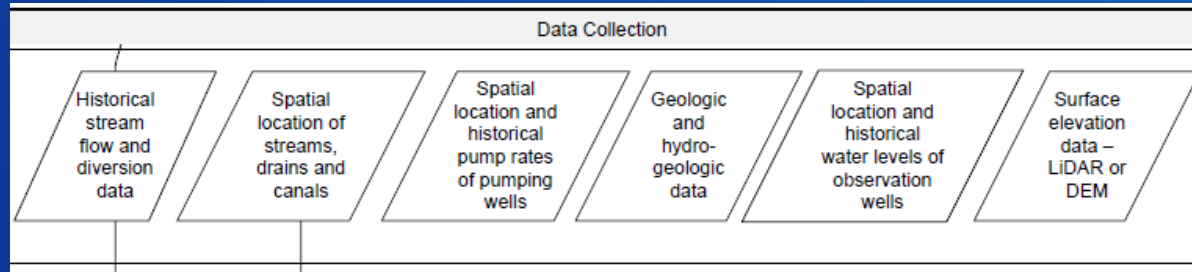 Data Collection
Historical
stream
flow and
diversion
data
Spatial
location of
streams,
drains and
canals
Spatial
location and
historical
pump rates
of pumping
wells
Geologic
and
hydro-
geologic
data
Spatial
location and
historical
water levels of
observation
wells
Surface
elevation
data –
LiDAR or
DEM